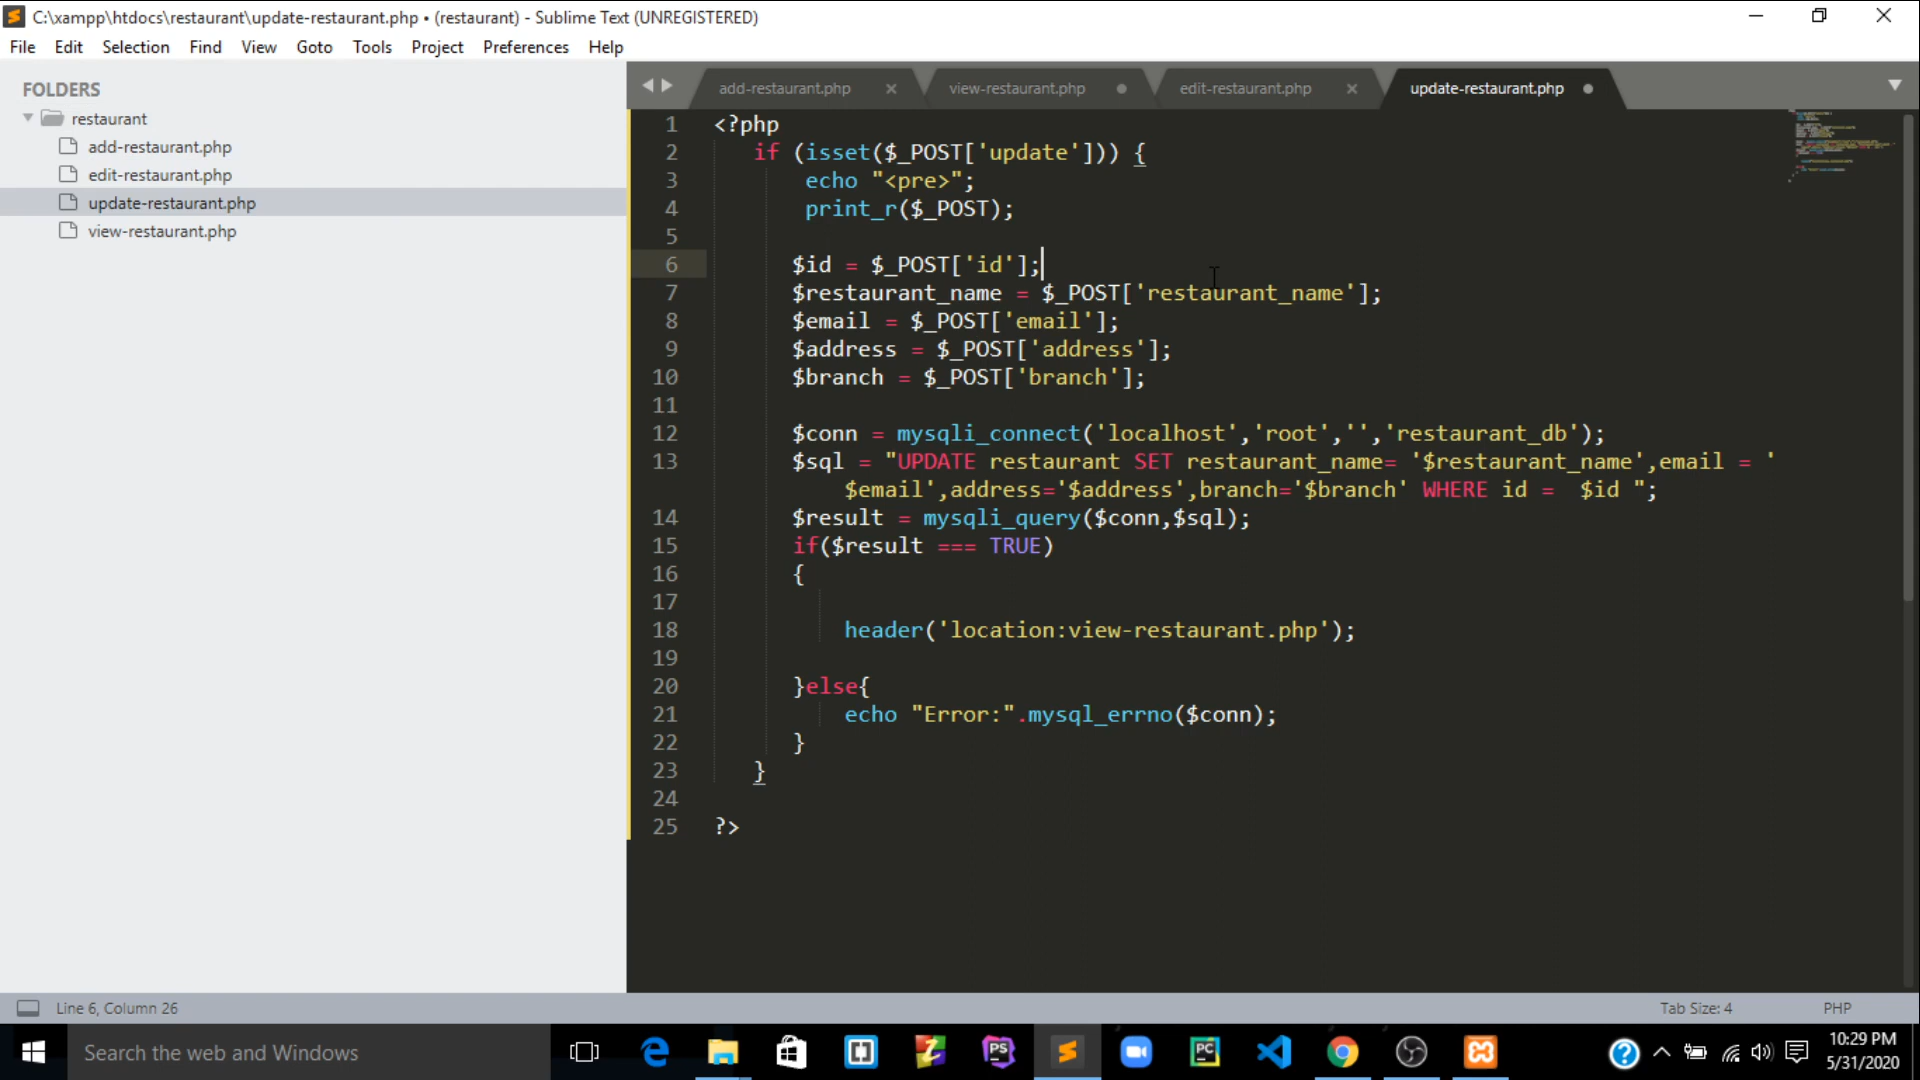 C:\xampp\htdocs\restaurant\update-restaurant.php • (restaurant) - Sublime Text (UNREGISTERED)
File Edit Selection Find View Goto Tools Project Preferences Help
FOLDERS
restaurant
add-restaurant.php
edit-restaurant.php
update-restaurant.php
view-restaurant.php
add-restaurant.php view-restaurant.php edit-restaurant.php update-restaurant.php
1 <?php
2 if (isset($_POST['update'])) {
3 echo "<pre>";
4 print_r($_POST);
5
6 $id = $_POST['id'];
7 $restaurant_name = $_POST['restaurant_name'];
8 $email = $_POST['email'];
9 $address = $_POST['address'];
10 $branch = $_POST['branch'];
11
12 $conn = mysqli_connect('localhost','root','','restaurant_db');
13 $sql = "UPDATE restaurant SET restaurant_name= '$restaurant_name',email = '
$email',address='$address',branch='$branch' WHERE id =  $id ";
14 $result = mysqli_query($conn,$sql);
15 if($result === TRUE)
16 {
17
18 header('location:view-restaurant.php');
19
20 }else{
21 echo "Error:".mysql_errno($conn);
22 }
23 }
24
25 ?>
Line 6, Column 26
Tab Size: 4 PHP
Search the web and Windows
PS
PC
10:29 PM
5/31/2020